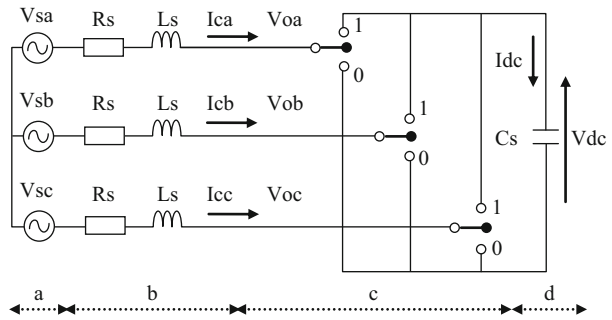 Vsa Rs Ls Ica Voa 1
0 Idc
Vsb Rs Ls Icb Vob 1
0 Cs Vdc
Vsc Rs Ls Icc Voc 1
0
a b c d